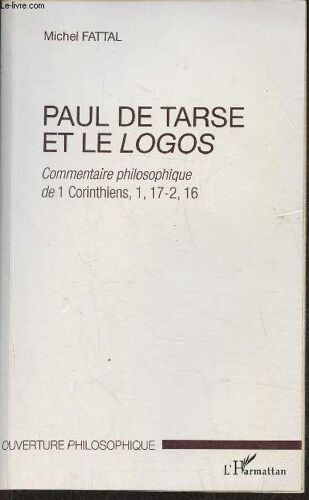 le-livre.com
Michel FATTAL
PAUL DE TARSE
ET LE LOGOS
Commentaire philosophique
de 1 Corinthiens, 1, 17-2, 16
OUVERTURE PHILOSOPHIQUE
L'Harmattan